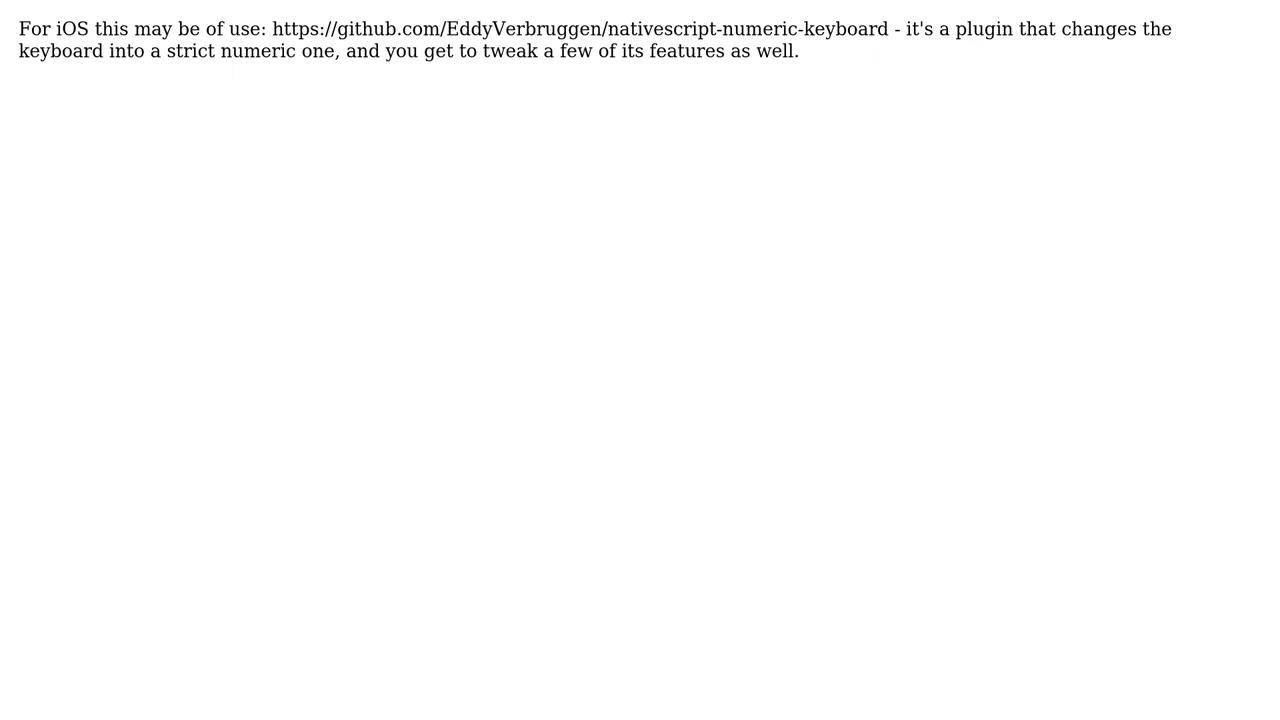 For iOS this may be of use: https://github.com/EddyVerbruggen/nativescript-numeric-keyboard - it's a plugin that changes the
keyboard into a strict numeric one, and you get to tweak a few of its features as well.